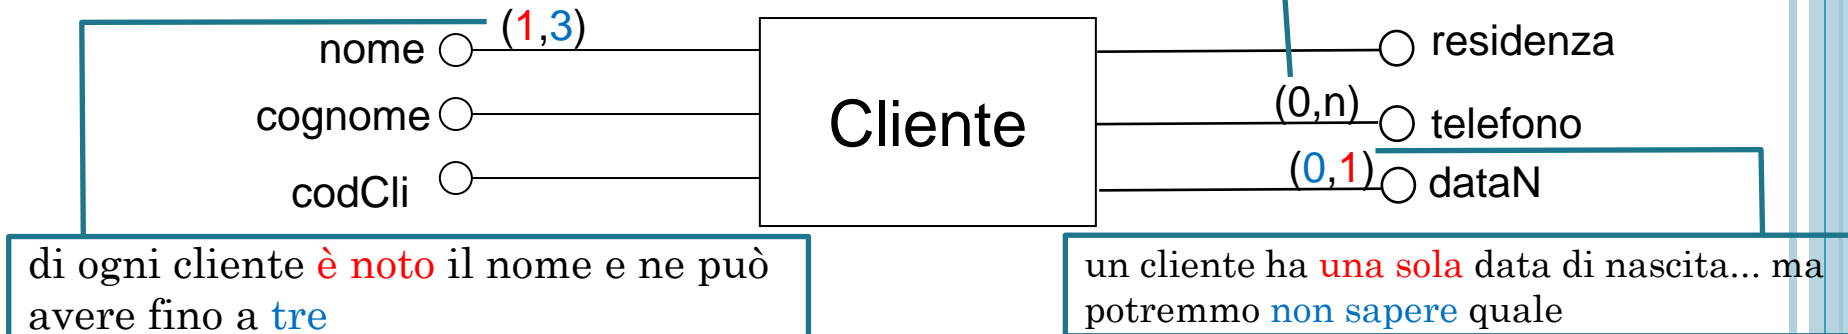 nome (1,3)
cognome
codCli
Cliente
residenza
(0,n) telefono
(0,1) dataN
di ogni cliente è noto il nome e ne può
avere fino a tre
un cliente ha una sola data di nascita... ma
potremmo non sapere quale